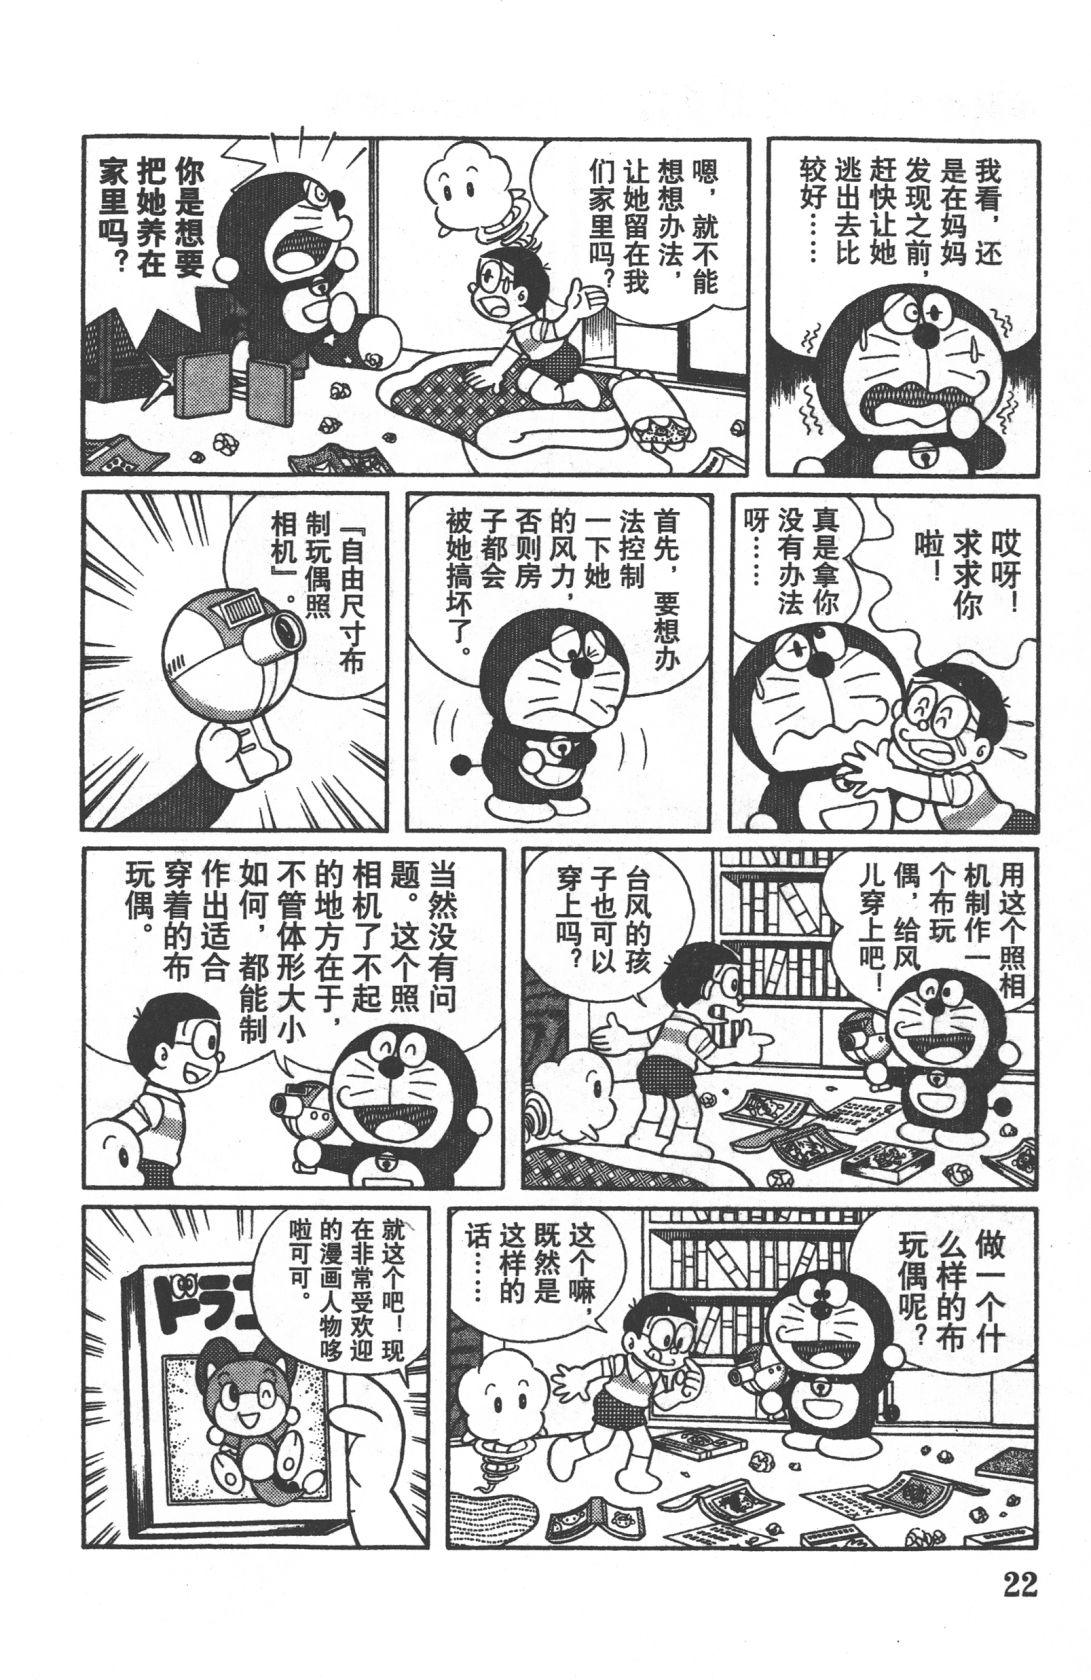 我看，还
是在妈妈
发现之前，
赶快让她
逃出去比
较好……
嗯，就不能
想想办法，
让她留在我
们家里吗？
你是想要
把她养在
家里吗？
哎呀！
求求你
啦！
真是拿你
没有办法
呀……
首先，要想办
法控制
一下她
的风力，
否则房
子都会
被她搞坏了。
『自由尺寸布
制玩偶照
相机』。
用这个照相
机制作一
个布玩
偶，给风
儿穿上吧！
台风的孩
子也可以
穿上吗？
当然没有问
题。这个照
相机了不起
的地方在于，
不管体形大小
如何，都能制
作出适合
穿着的布
玩偶。
做一个什
么样的布
玩偶呢？
这个嘛，
既然是
这样的
话……
就这个吧！现
在非常受欢迎
的漫画人物哆
啦可可。
ドラコ
22